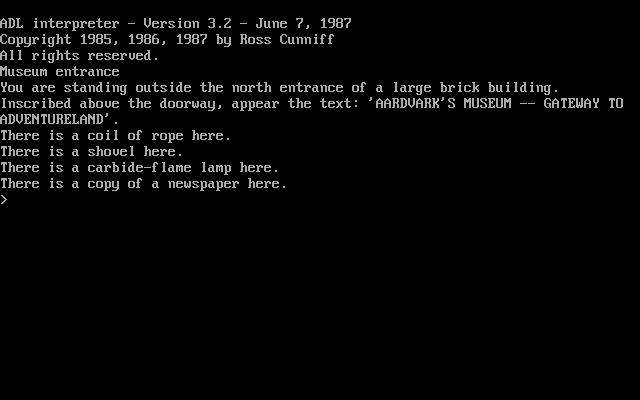 ADL interpreter - Version 3.2 - June 7, 1987
Copyright 1985, 1986, 1987 by Ross Cunniff
All rights reserved.
Museum entrance
You are standing outside the north entrance of a large brick building.
Inscribed above the doorway, appear the text: 'AARDVARK'S MUSEUM -- GATEWAY TO
ADVENTURELAND'.
There is a coil of rope here.
There is a shovel here.
There is a carbide-flame lamp here.
There is a copy of a newspaper here.
>